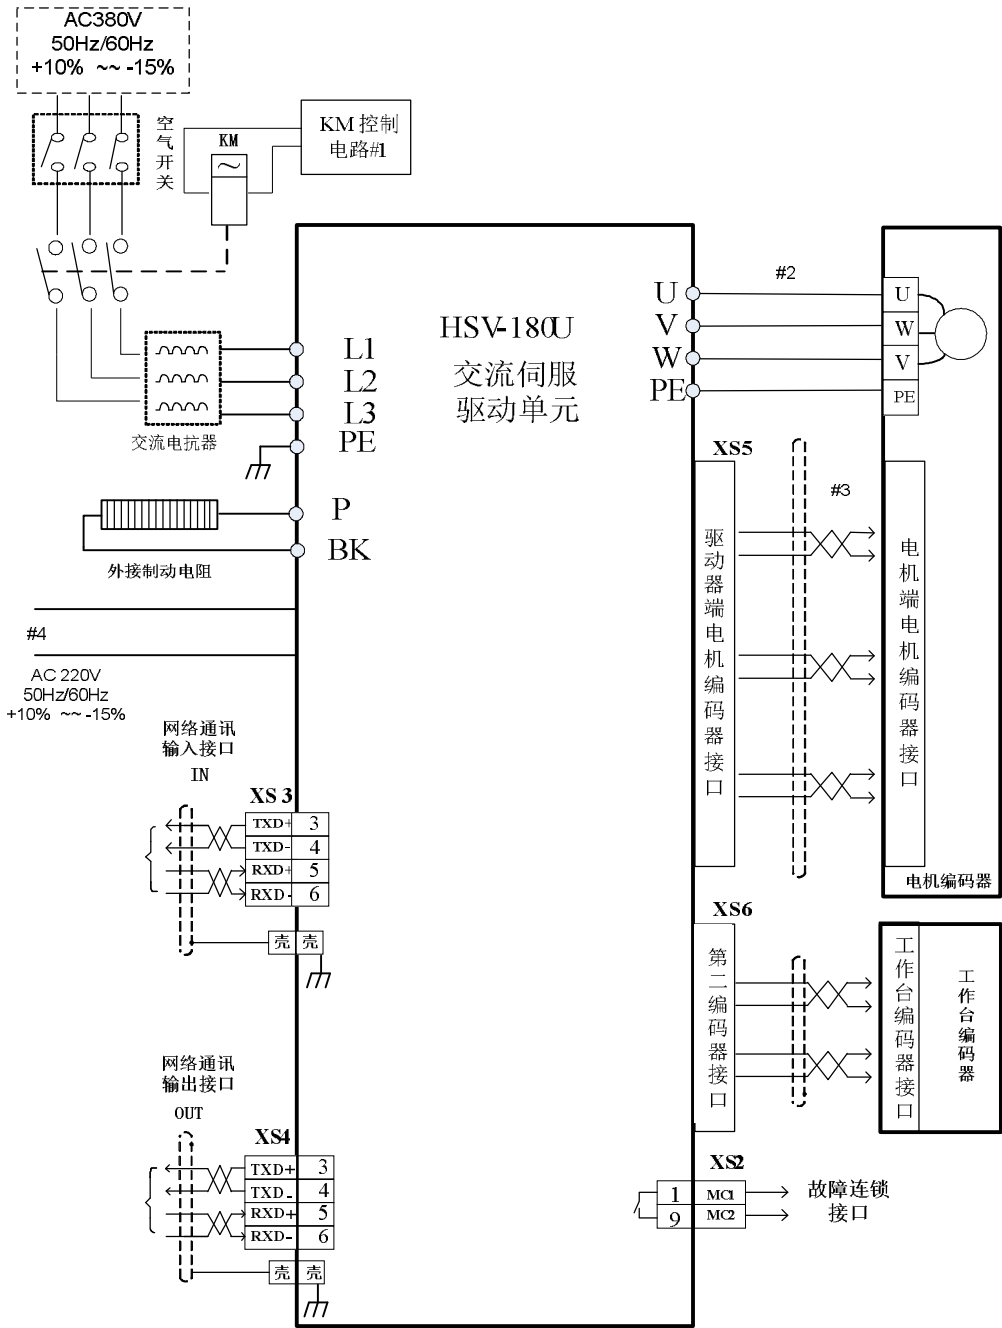 AC380V
50Hz/60Hz
+10% ~~ -15%
空气开关
KM
KM 控制
电路#1
HSV-180U
交流伺服
驱动单元
L1
L2
L3
PE
交流电抗器
P
BK
外接制动电阻
#4
AC 220V
50Hz/60Hz
+10% ~~ -15%
网络通讯
输入接口
IN
XS3
TXD+ 3
TXD- 4
RXD+ 5
RXD- 6
壳 壳
网络通讯
输出接口
OUT
XS4
TXD+ 3
TXD- 4
RXD+ 5
RXD- 6
壳 壳
U
V
W
PE
#2
U
W
V
PE
XS5
#3
驱动器端电机编码器接口
电机端电机编码器接口
电机编码器
XS6
第二编码器接口
工作台编码器接口
工作台编码器
XS2
1 MC1
9 MC2
故障连锁
接口